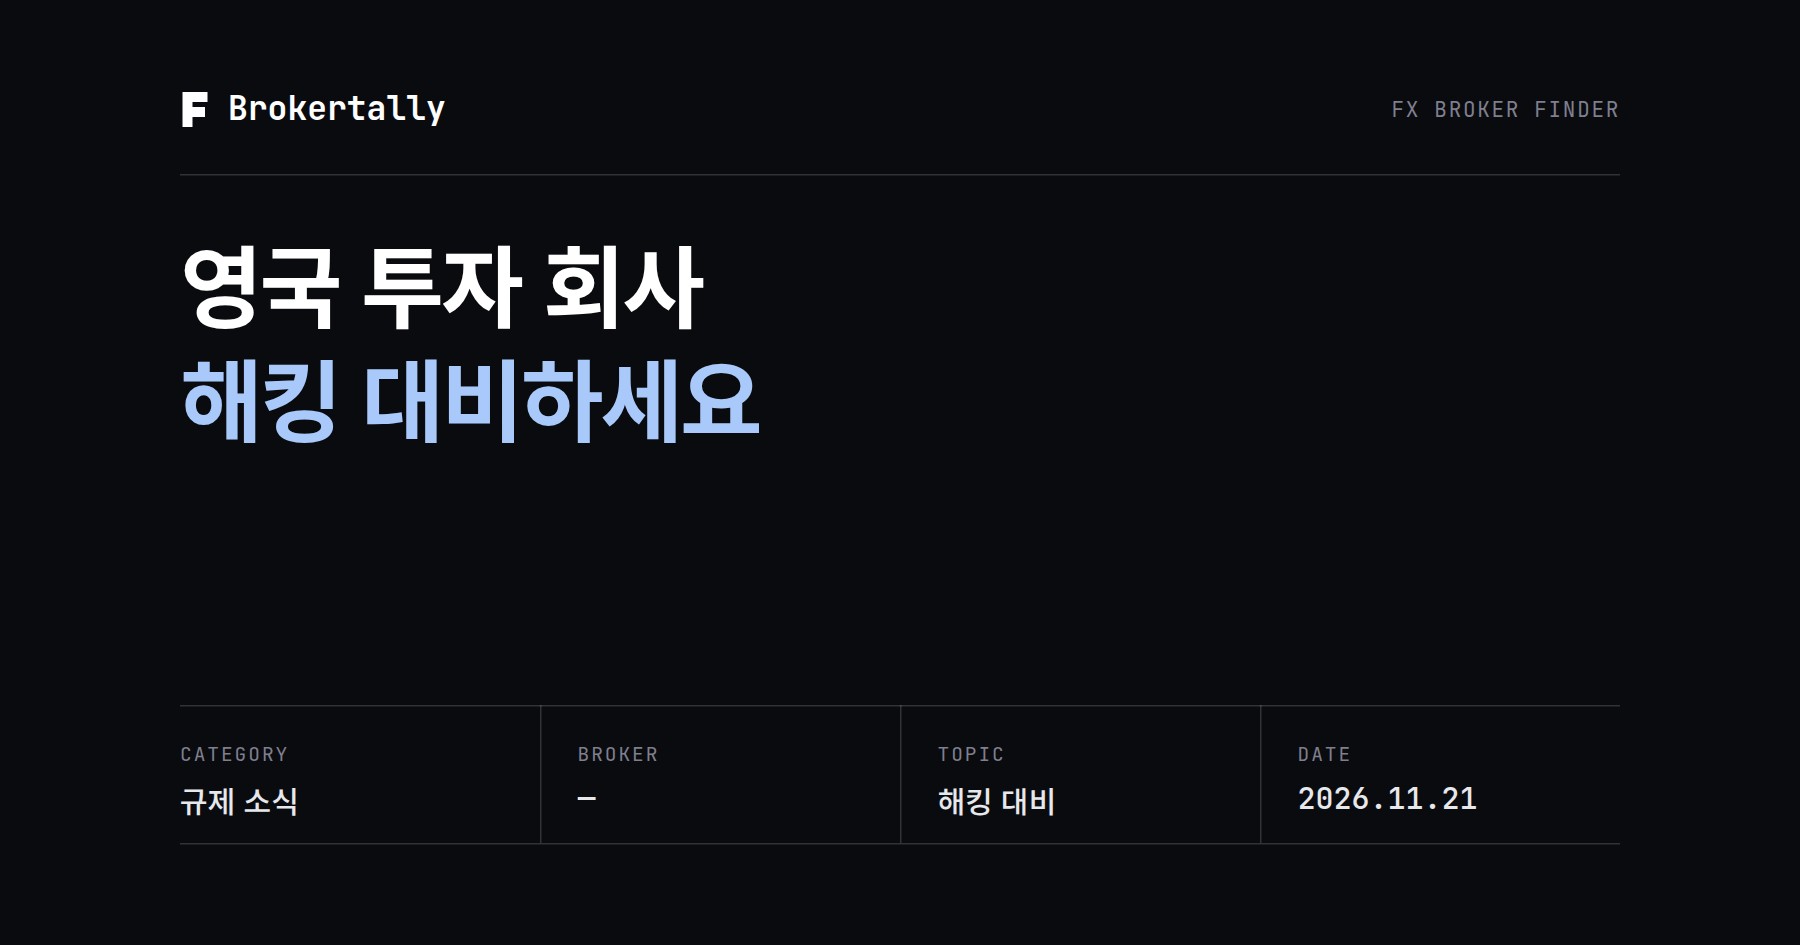 Brokertally
FX BROKER FINDER
영국 투자 회사
해킹 대비하세요
CATEGORY
규제 소식
BROKER
—
TOPIC
해킹 대비
DATE
2026.11.21